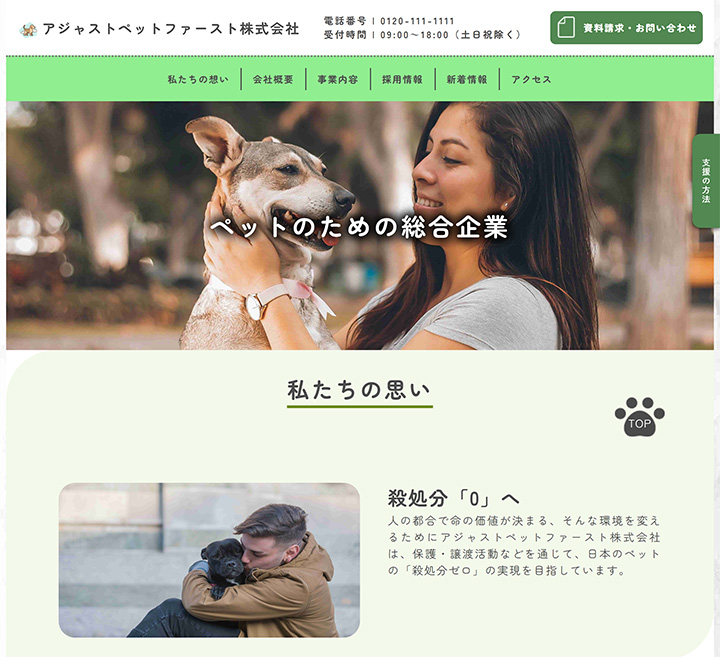 アジャストペットファースト株式会社
電話番号 | 0120-111-1111
受付時間 | 09:00～18:00（土日祝除く）
資料請求・お問い合わせ
私たちの想い
会社概要
事業内容
採用情報
新着情報
アクセス
支援の方法
ペットのための総合企業
私たちの思い
TOP
殺処分「0」へ
人の都合で命の価値が決まる、そんな環境を変え
るためにアジャストペットファースト株式会社
は、保護・譲渡活動などを通じて、日本のペット
の「殺処分ゼロ」の実現を目指しています。